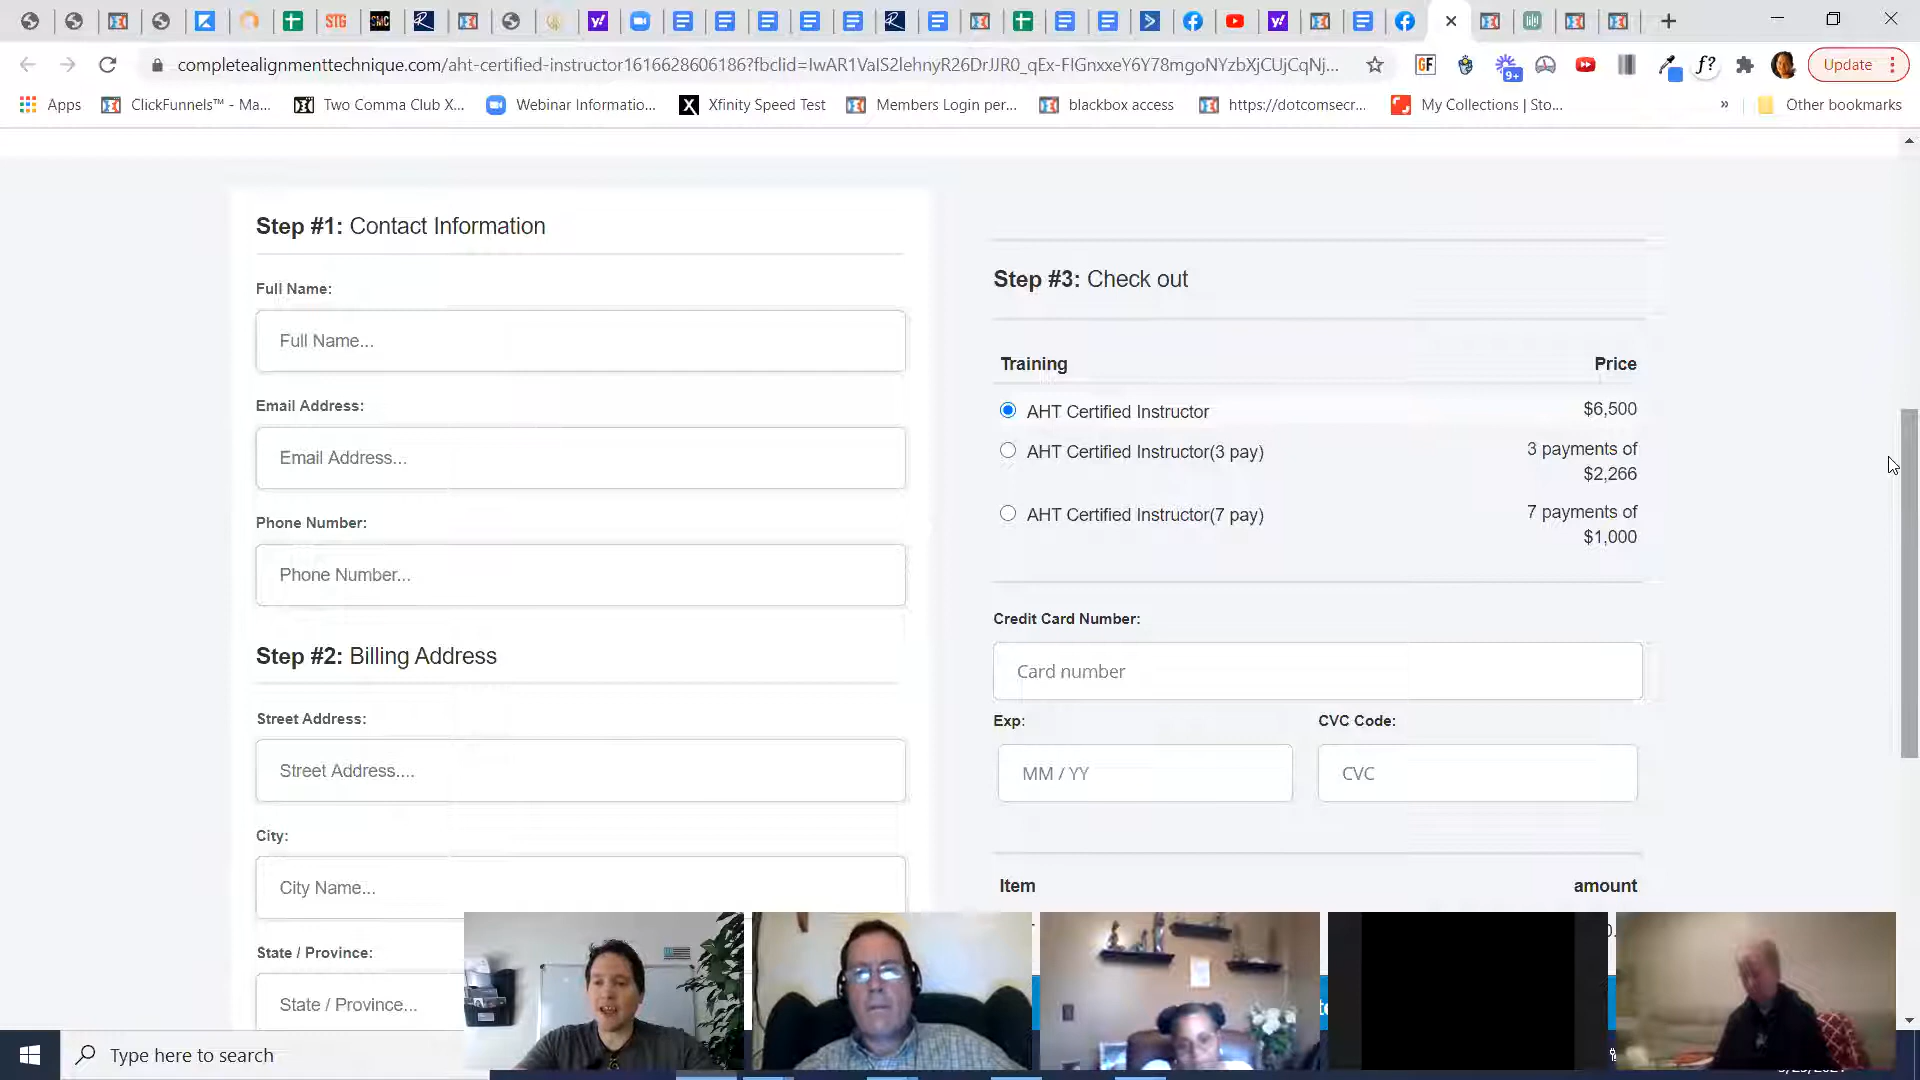 STG
SMC
completealignmenttechnique.com/aht-certified-instructor1616628606186?fbclid=IwAR1ValS2lehnyR26DrJJR0_qEx-FIGnxxeY6Y78mgoNYzbXjCUjCqNj...
GF
9+
f?
Update
Apps
ClickFunnels™ - Ma...
Two Comma Club X...
Webinar Informatio...
Xfinity Speed Test
Members Login per...
blackbox access
https://dotcomsecr...
My Collections | Sto...
»
Other bookmarks
Step #1: Contact Information
Full Name:
Full Name...
Email Address:
Email Address...
Phone Number:
Phone Number...
Step #2: Billing Address
Street Address:
Street Address....
City:
City Name...
State / Province:
State / Province...
Step #3: Check out
Training Price
AHT Certified Instructor $6,500
AHT Certified Instructor(3 pay) 3 payments of
$2,266
AHT Certified Instructor(7 pay) 7 payments of
$1,000
Credit Card Number:
Card number
Exp: CVC Code:
MM / YY CVC
Item amount
Type here to search